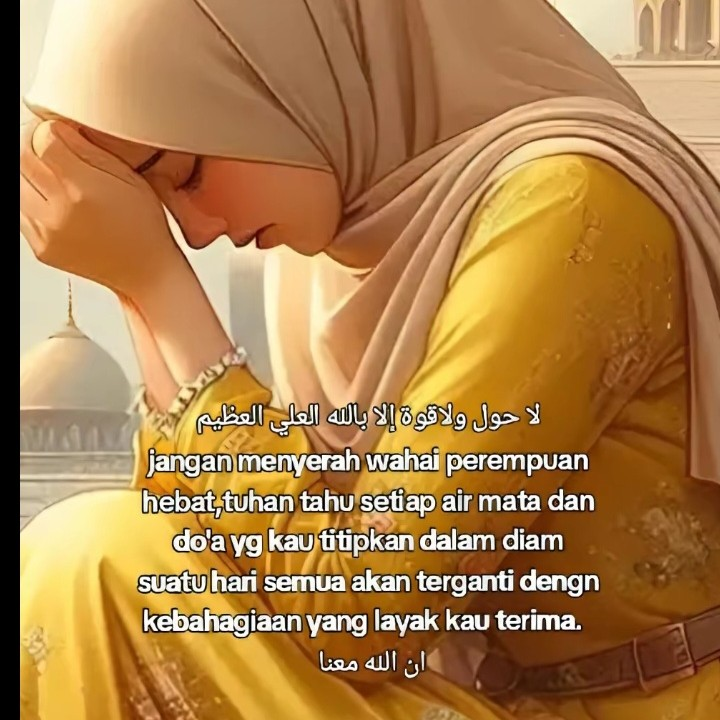 لا حول ولاقوة إلا بالله العلي العظيم
jangan menyerah wahai perempuan
hebat,tuhan tahu setiap air mata dan
do'a yg kau titipkan dalam diam
suatu hari semua akan terganti dengn
kebahagiaan yang layak kau terima.
ان الله معنا